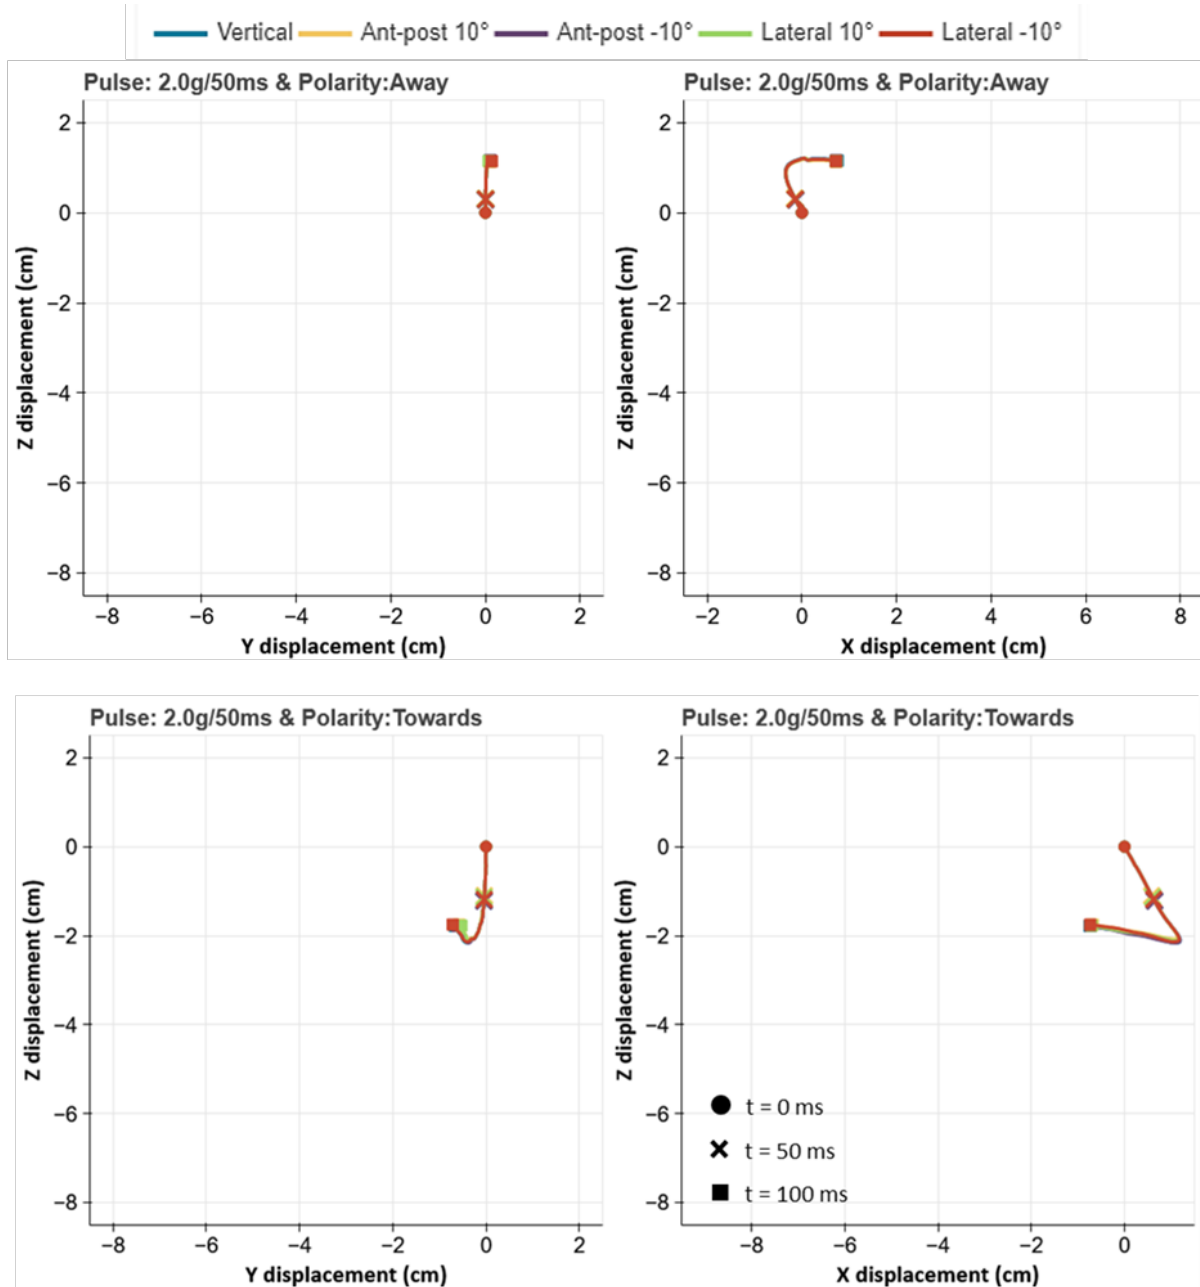 Vertical Ant-post 10° Ant-post -10° Lateral 10° Lateral -10°
Pulse: 2.0g/50ms & Polarity:Away
2
0
−2
−4
−6
−8
Z displacement (cm)
−8 −6 −4 −2 0 2
Y displacement (cm)
Pulse: 2.0g/50ms & Polarity:Away
2
0
−2
−4
−6
−8
Z displacement (cm)
−2 0 2 4 6 8
X displacement (cm)
Pulse: 2.0g/50ms & Polarity:Towards
2
0
−2
−4
−6
−8
Z displacement (cm)
−8 −6 −4 −2 0 2
Y displacement (cm)
Pulse: 2.0g/50ms & Polarity:Towards
2
0
−2
−4
−6
−8
Z displacement (cm)
t = 0 ms
t = 50 ms
t = 100 ms
−8 −6 −4 −2 0
X displacement (cm)